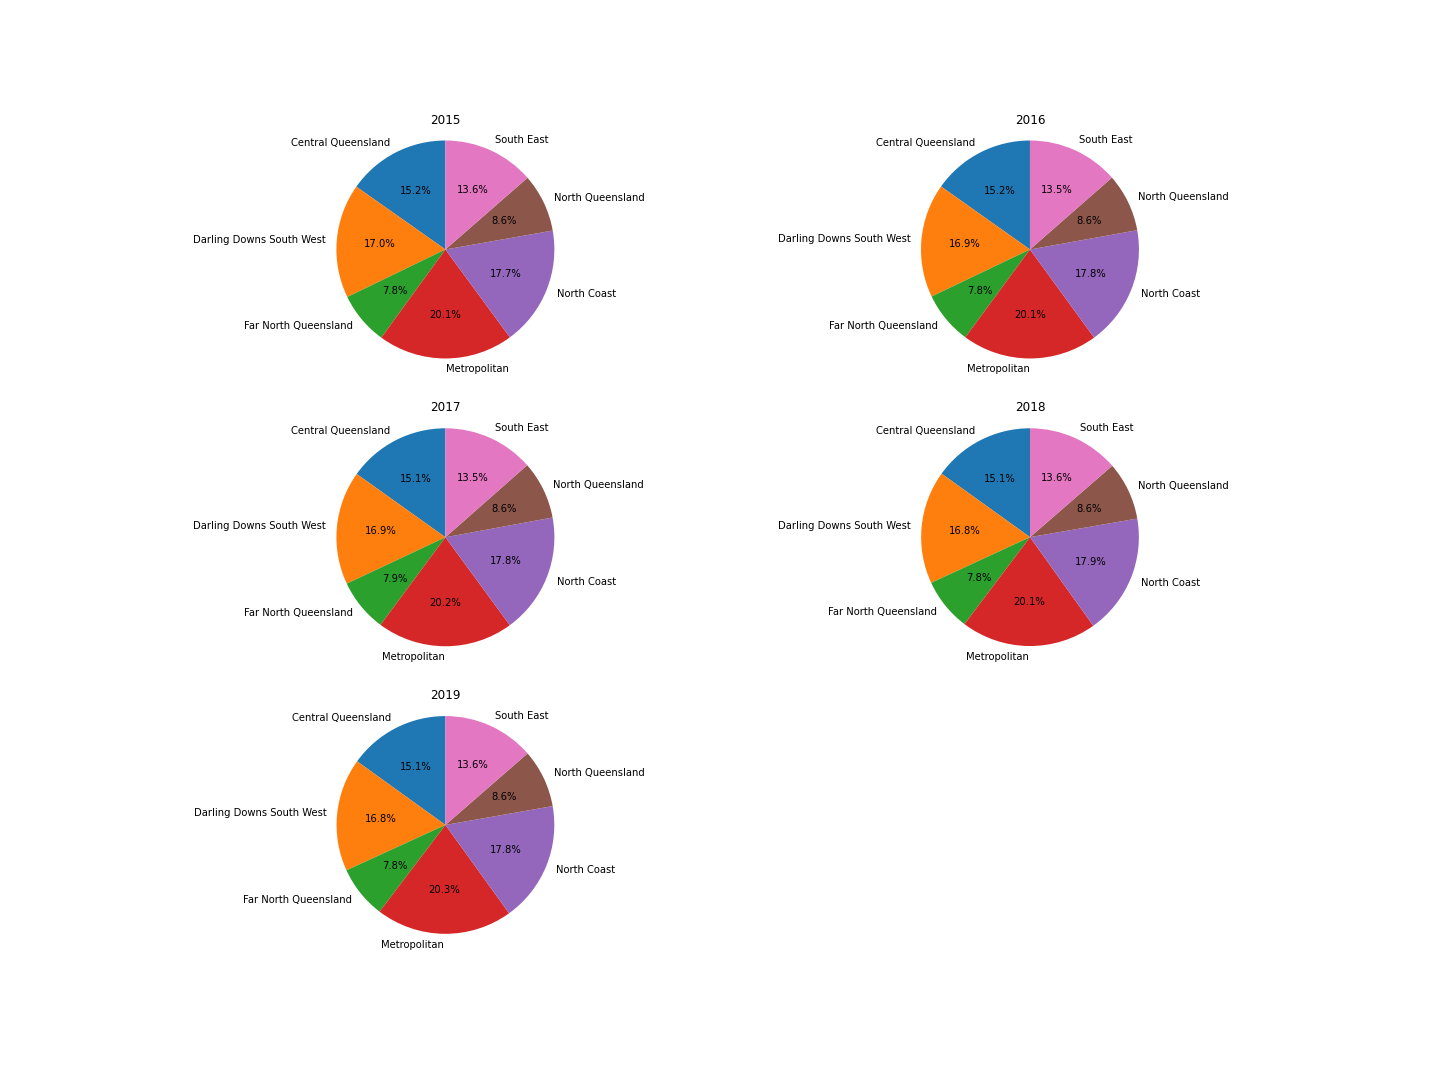 2015
Central Queensland
South East
15.2%
13.6%
North Queensland
8.6%
Darling Downs South West
17.0%
17.7%
7.8%
North Coast
20.1%
Far North Queensland
Metropolitan
2016
Central Queensland
South East
15.2%
13.5%
North Queensland
8.6%
Darling Downs South West
16.9%
17.8%
7.8%
North Coast
20.1%
Far North Queensland
Metropolitan
2017
Central Queensland
South East
15.1%
13.5%
North Queensland
8.6%
Darling Downs South West
16.9%
17.8%
7.9%
North Coast
20.2%
Far North Queensland
Metropolitan
2018
Central Queensland
South East
15.1%
13.6%
North Queensland
8.6%
Darling Downs South West
16.8%
17.9%
7.8%
North Coast
20.1%
Far North Queensland
Metropolitan
2019
Central Queensland
South East
15.1%
13.6%
North Queensland
8.6%
Darling Downs South West
16.8%
17.8%
7.8%
North Coast
20.3%
Far North Queensland
Metropolitan